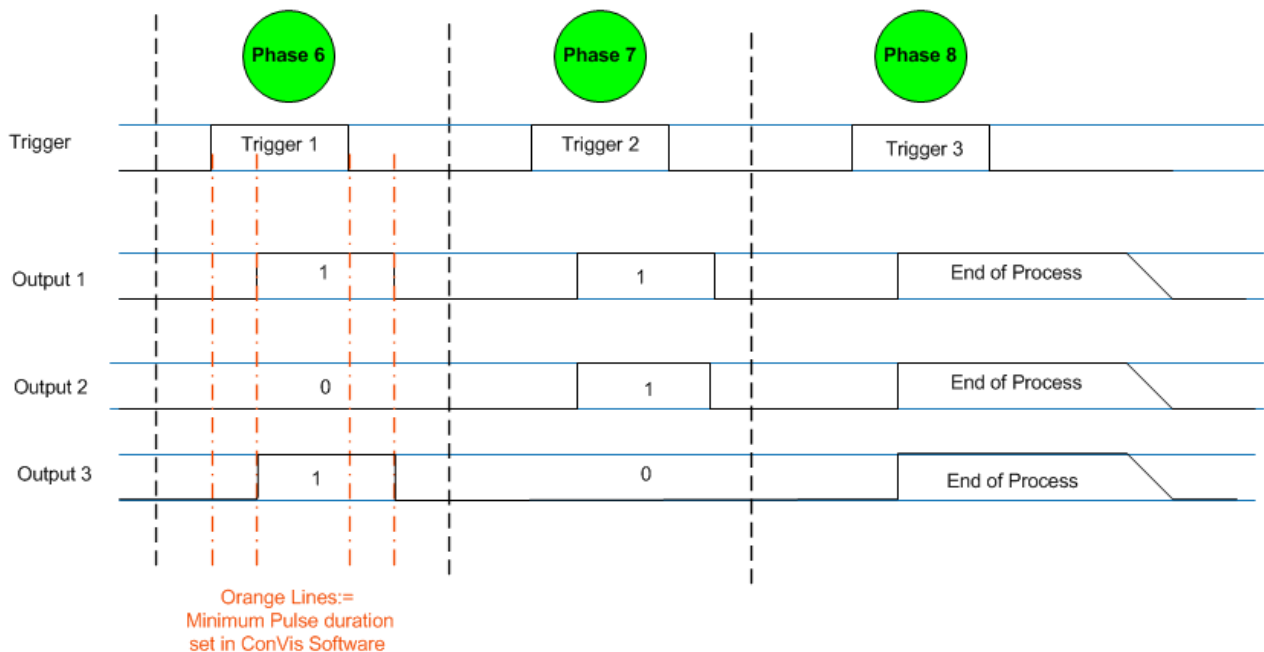 Phase 6 Phase 7 Phase 8
Trigger Trigger 1 Trigger 2 Trigger 3
Output 1 1 1 End of Process
Output 2 0 1 End of Process
Output 3 1 0 End of Process
Orange Lines:=
Minimum Pulse duration
set in ConVis Software